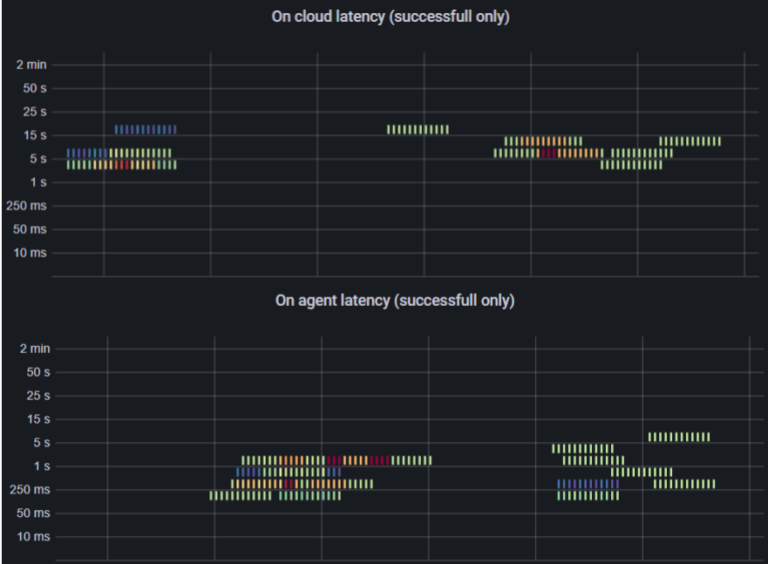 On cloud latency (successfull only)
2 min
50 s
25 s
15 s
5 s
1 s
250 ms
50 ms
10 ms
On agent latency (successfull only)
2 min
50 s
25 s
15 s
5 s
1 s
250 ms
50 ms
10 ms